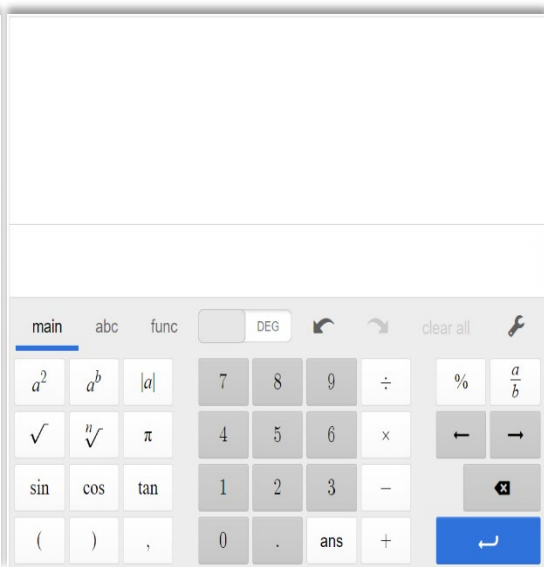 main abc func DEG clear all
a² aᵇ |a| 7 8 9 ÷ % a/b
√ ⁿ√ π 4 5 6 × ← →
sin cos tan 1 2 3 −
( ) , 0 . ans +